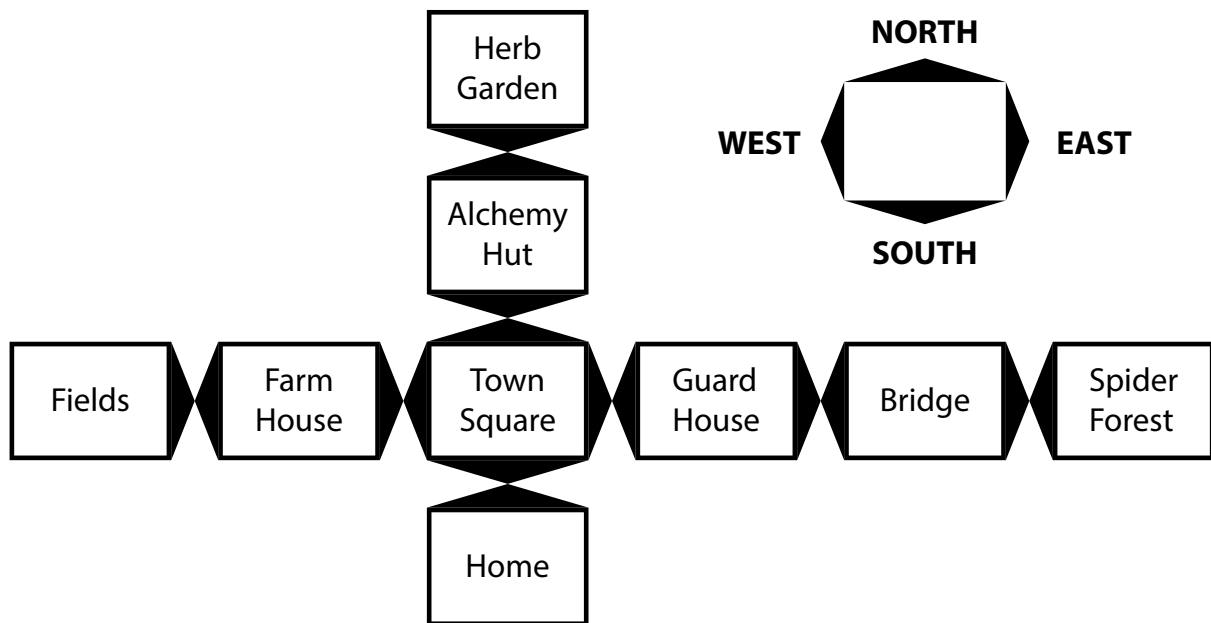 Herb
Garden
NORTH
WEST
EAST
SOUTH
Alchemy
Hut
Fields
Farm
House
Town
Square
Guard
House
Bridge
Spider
Forest
Home